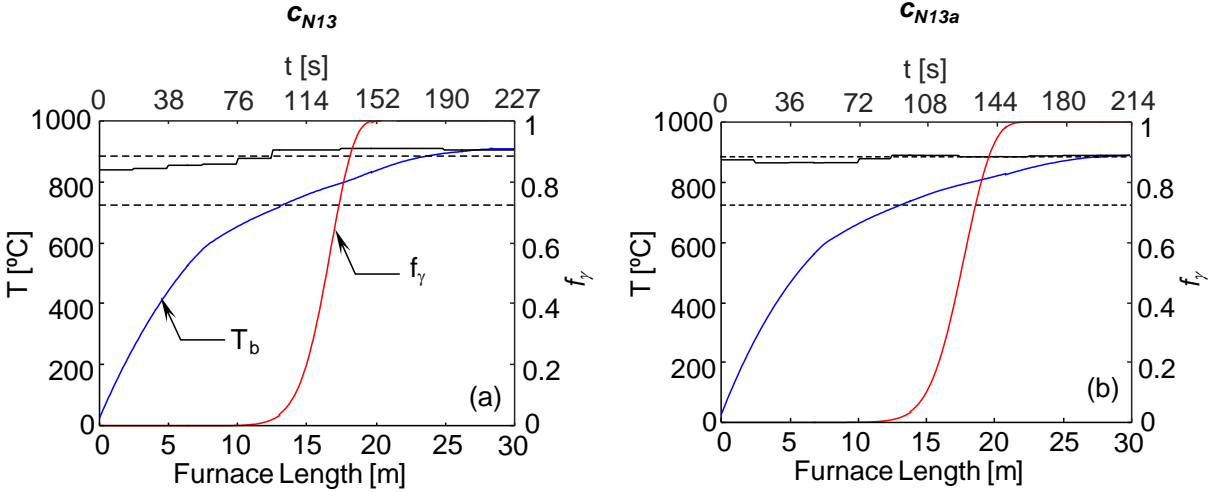 c_N13
t [s]
0 38 76 114 152 190 227
1000
800
600
400
200
0
T [ºC]
1
0.8
0.6
0.4
0.2
0
f_γ
f_γ
T_b
(a)
0 5 10 15 20 25 30
Furnace Length [m]
c_N13a
t [s]
0 36 72 108 144 180 214
1000
800
600
400
200
0
T [ºC]
1
0.8
0.6
0.4
0.2
0
f_γ
(b)
0 5 10 15 20 25 30
Furnace Length [m]